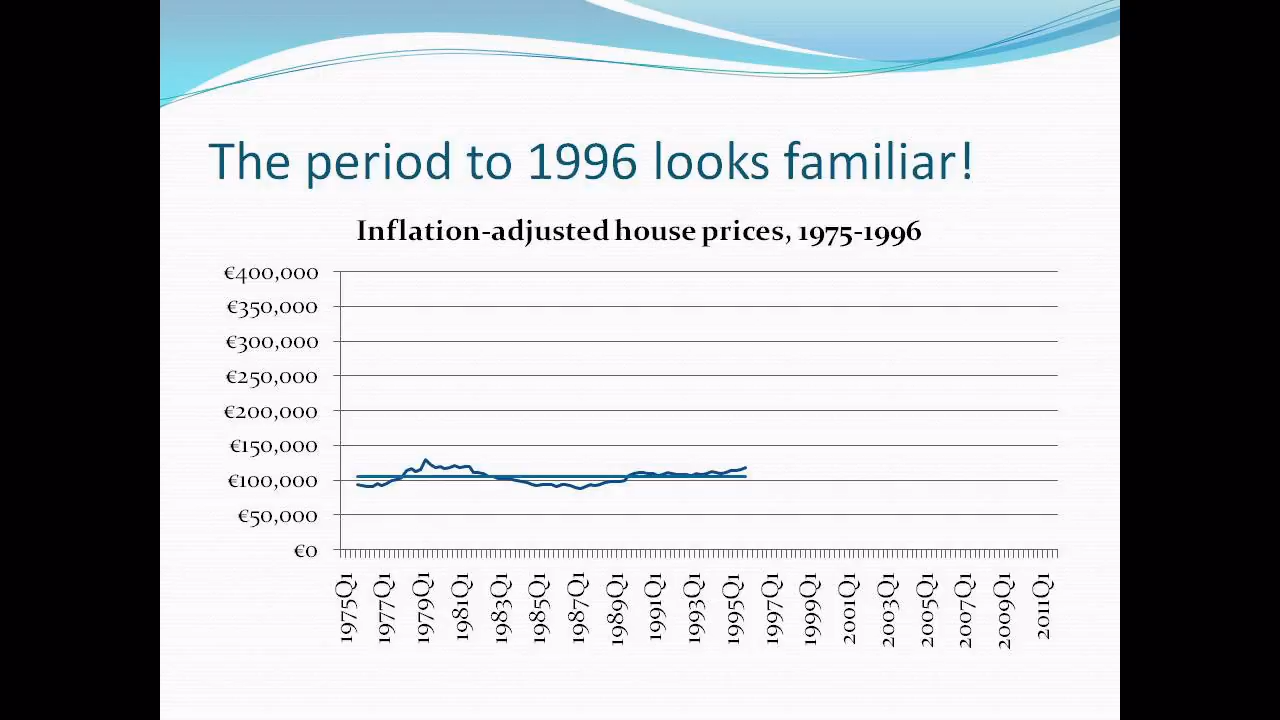 The period to 1996 looks familiar!
Inflation-adjusted house prices, 1975-1996
€400,000
€350,000
€300,000
€250,000
€200,000
€150,000
€100,000
€50,000
€0
1975Q1
1977Q1
1979Q1
1981Q1
1983Q1
1985Q1
1987Q1
1989Q1
1991Q1
1993Q1
1995Q1
1997Q1
1999Q1
2001Q1
2003Q1
2005Q1
2007Q1
2009Q1
2011Q1